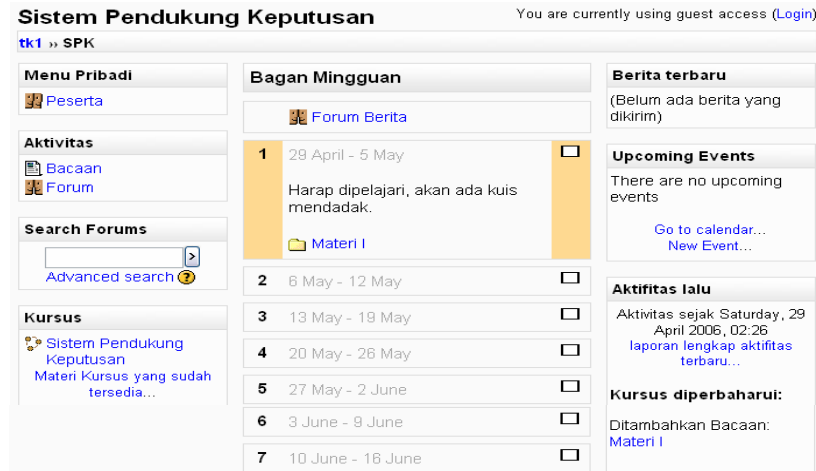 Sistem Pendukung Keputusan
You are currently using guest access (Login)
tk1 ›› SPK
Menu Pribadi
Peserta
Aktivitas
Bacaan
Forum
Search Forums
>
Advanced search ?
Kursus
Sistem Pendukung
Keputusan
Materi Kursus yang sudah
tersedia...
Bagan Mingguan
Forum Berita
1 29 April - 5 May
Harap dipelajari, akan ada kuis
mendadak.
Materi I
2 6 May - 12 May
3 13 May - 19 May
4 20 May - 26 May
5 27 May - 2 June
6 3 June - 9 June
7 10 June - 16 June
Berita terbaru
(Belum ada berita yang
dikirim)
Upcoming Events
There are no upcoming
events
Go to calendar...
New Event...
Aktifitas lalu
Aktivitas sejak Saturday, 29
April 2006, 02:26
laporan lengkap aktifitas
terbaru...
Kursus diperbaharui:
Ditambahkan Bacaan:
Materi I